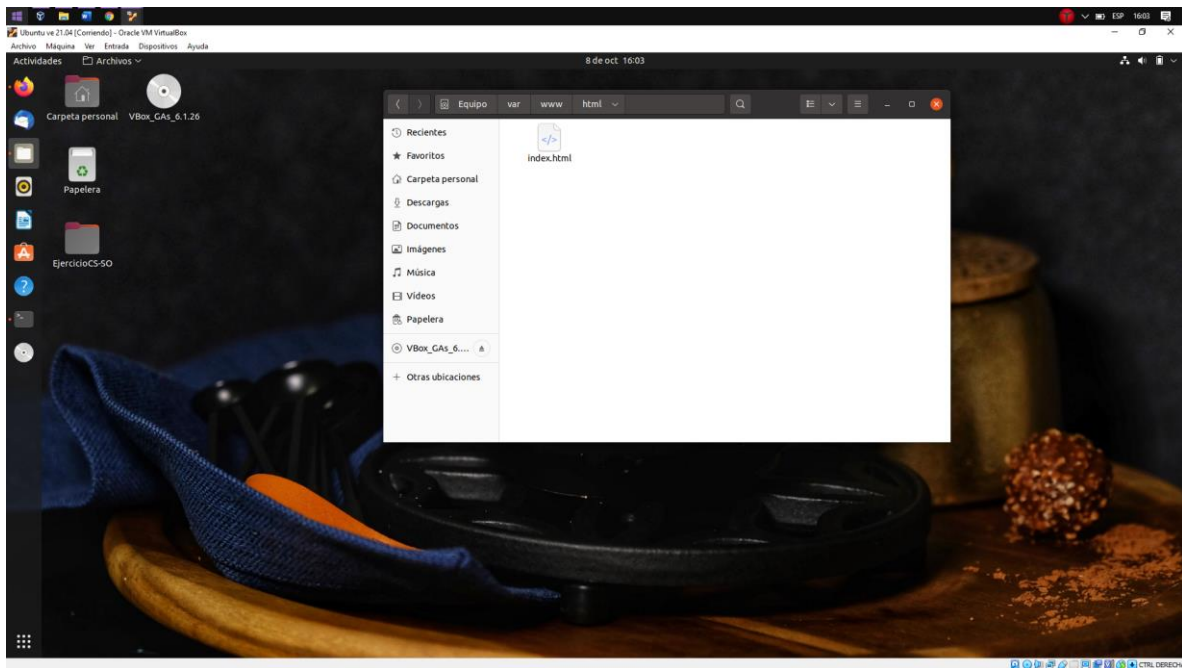 ESP 16:03
Ubuntu ve 21.04 [Corriendo] - Oracle VM VirtualBox
Archivo Máquina Ver Entrada Dispositivos Ayuda
Actividades Archivos 8 de oct 16:03
Carpeta personal VBox_GAs_6.1.26
Papelera
EjercicioCS-SO
Equipo var www html
Recientes
Favoritos
Carpeta personal
Descargas
Documentos
Imágenes
Música
Vídeos
Papelera
VBox_GAs_6....
Otras ubicaciones
</>
index.html
CTRL DERECH